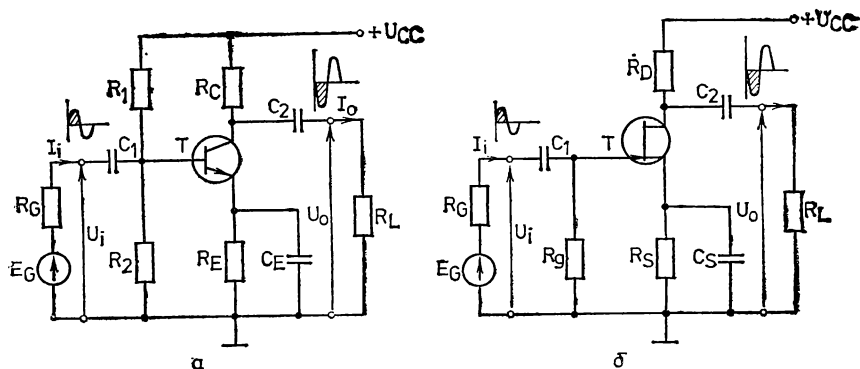 +UCC
R1
RC
C2
Io
Ii
C1
T
RG
Ui
Uo
RL
EG
R2
RE
CE
а
+UCC
RD
C2
Ii
C1
T
RG
Ui
Uo
RL
EG
Rg
RS
CS
б